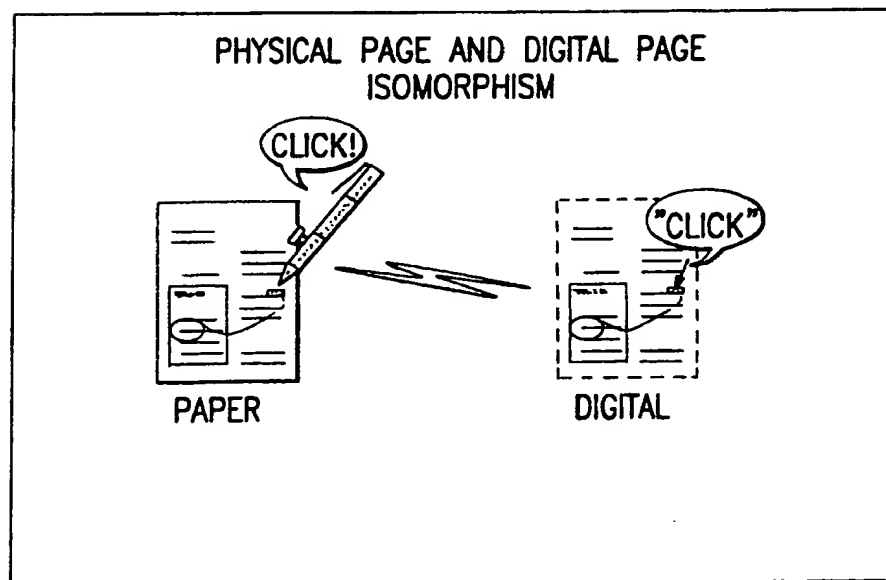 PHYSICAL PAGE AND DIGITAL PAGE
ISOMORPHISM
CLICK!
"CLICK"
PAPER
DIGITAL